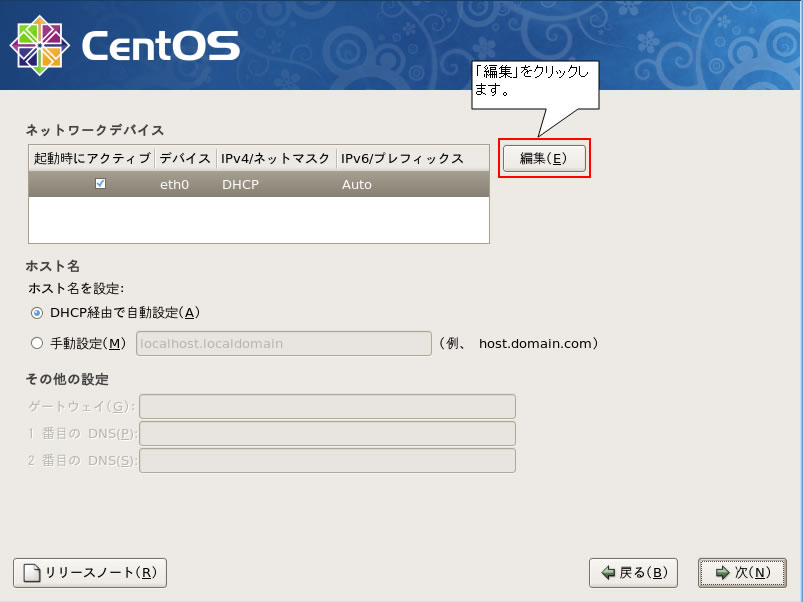 CentOS
「編集」をクリックし
ます。
ネットワークデバイス
起動時にアクティブ デバイス IPv4/ネットマスク IPv6/プレフィックス
編集(E)
eth0 DHCP Auto
ホスト名
ホスト名を設定:
DHCP経由で自動設定(A)
手動設定(M) localhost.localdomain (例、 host.domain.com)
その他の設定
ゲートウェイ(G):
1 番目の DNS(P):
2 番目の DNS(S):
リリースノート(R) 戻る(B) 次(N)